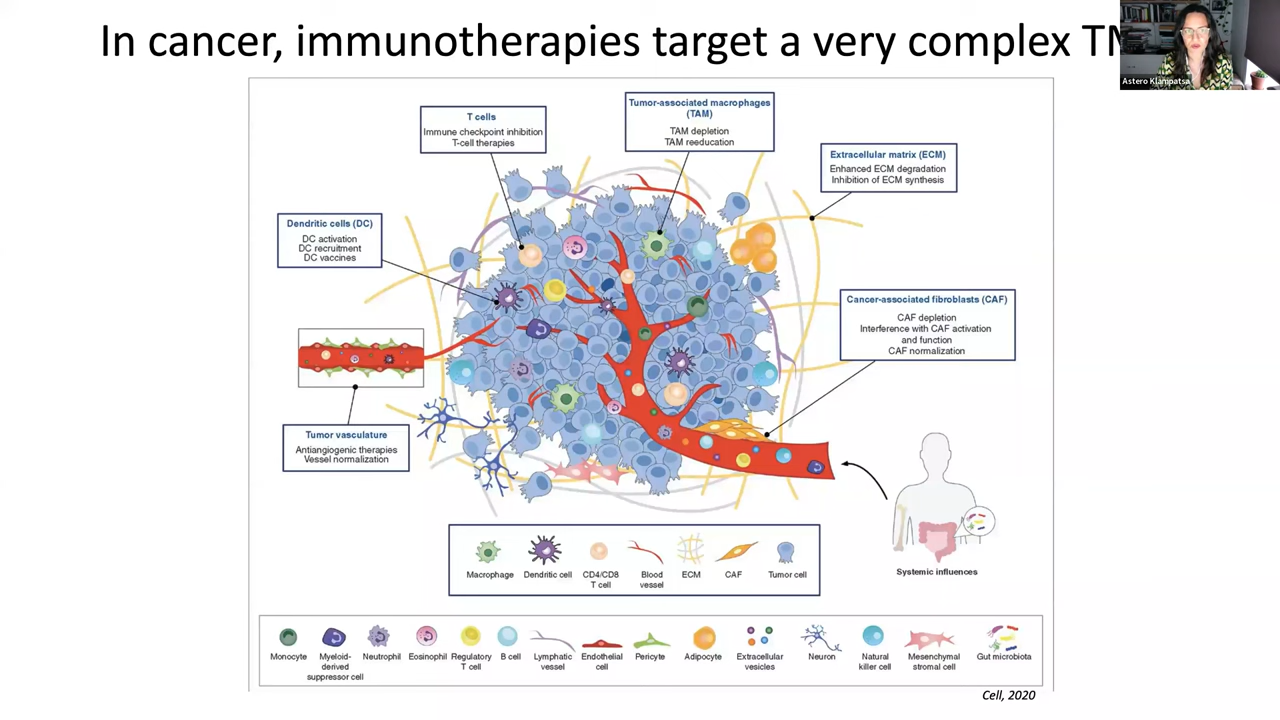 In cancer, immunotherapies target a very complex TM
Astero Klampatsa
T cells
Immune checkpoint inhibition
T-cell therapies
Tumor-associated macrophages
(TAM)
TAM depletion
TAM reeducation
Extracellular matrix (ECM)
Enhanced ECM degradation
Inhibition of ECM synthesis
Dendritic cells (DC)
DC activation
DC recruitment
DC vaccines
Cancer-associated fibroblasts (CAF)
CAF depletion
Interference with CAF activation
and function
CAF normalization
Tumor vasculature
Antiangiogenic therapies
Vessel normalization
Systemic influences
Macrophage
Dendritic cell
CD4/CD8
T cell
Blood
vessel
ECM
CAF
Tumor cell
Monocyte
Myeloid-
derived
suppressor cell
Neutrophil
Eosinophil
Regulatory
T cell
B cell
Lymphatic
vessel
Endothelial
cell
Pericyte
Adipocyte
Extracellular
vesicles
Neuron
Natural
killer cell
Mesenchymal
stromal cell
Gut microbiota
Cell, 2020